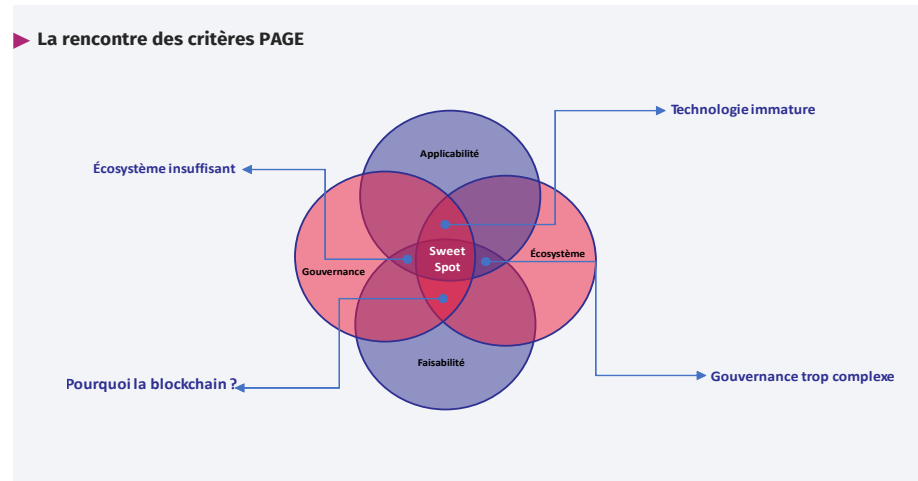 La rencontre des critères PAGE
Technologie immature
Applicabilité
Écosystème insuffisant
Sweet
Spot
Écosystème
Gouvernance
Faisabilité
Gouvernance trop complexe
Pourquoi la blockchain ?